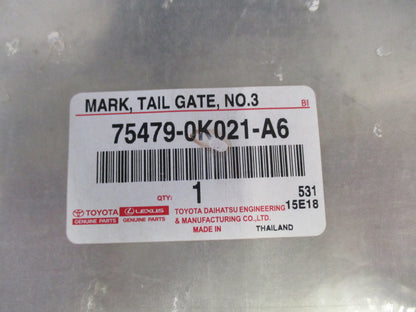 MARK, TAIL GATE, NO.3 BI
75479-0K021-A6
QTY: 1 531
15E18
TOYOTA LEXUS TOYOTA DAIHATSU ENGINEERING
GENUINE PARTS GENUINE PARTS & MANUFACTURING CO.,LTD.
MADE IN THAILAND